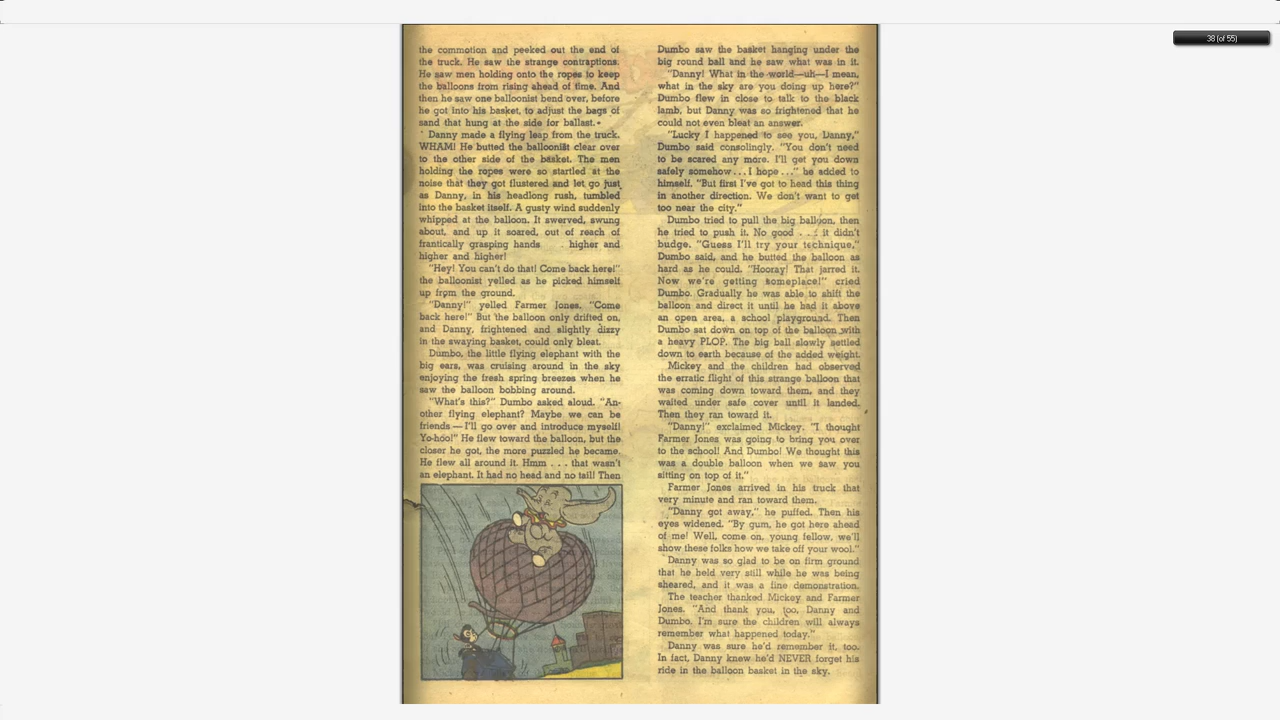 the commotion and peeked out the end of
the truck. He saw the strange contraptions.
He saw men holding onto the ropes to keep
the balloons from rising ahead of time. And
then he saw one balloonist bend over, before
he got into his basket, to adjust the bags of
sand that hung at the side for ballast.
Danny made a flying leap from the truck.
WHAM! He butted the balloonist clear over
to the other side of the basket. The men
holding the ropes were so startled at the
noise that they got flustered and let go just
as Danny, in his headlong rush, tumbled
into the basket itself. A gusty wind suddenly
whipped at the balloon. It swerved, swung
about, and up it soared, out of reach of
frantically grasping hands . higher and
higher and higher!
"Hey! You can't do that! Come back here!"
the balloonist yelled as he picked himself
up from the ground.
"Danny!" yelled Farmer Jones. "Come
back here!" But the balloon only drifted on,
and Danny, frightened and slightly dizzy
in the swaying basket, could only bleat.
Dumbo, the little flying elephant with the
big ears, was cruising around in the sky
enjoying the fresh spring breezes when he
saw the balloon bobbing around.
"What's this?" Dumbo asked aloud. "An-
other flying elephant? Maybe we can be
friends — I'll go over and introduce myself!
Yo-hoo!" He flew toward the balloon, but the
closer he got, the more puzzled he became.
He flew all around it. Hmm . . . that wasn't
an elephant. It had no head and no tail! Then
Dumbo saw the basket hanging under the
big round ball and he saw what was in it.
"Danny! What in the world—uh—I mean,
what in the sky are you doing up here?"
Dumbo flew in close to talk to the black
lamb, but Danny was so frightened that he
could not even bleat an answer.
"Lucky I happened to see you, Danny,"
Dumbo said consolingly. "You don't need
to be scared any more. I'll get you down
safely somehow . . . I hope . . ." he added to
himself. "But first I've got to head this thing
in another direction. We don't want to get
too near the city."
Dumbo tried to pull the big balloon, then
he tried to push it. No good . . . it didn't
budge. "Guess I'll try your technique,"
Dumbo said, and he butted the balloon as
hard as he could. "Hooray! That jarred it.
Now we're getting someplace!" cried
Dumbo. Gradually he was able to shift the
balloon and direct it until he had it above
an open area, a school playground. Then
Dumbo sat down on top of the balloon with
a heavy PLOP. The big ball slowly settled
down to earth because of the added weight.
Mickey and the children had observed
the erratic flight of this strange balloon that
was coming down toward them, and they
waited under safe cover until it landed.
Then they ran toward it.
"Danny!" exclaimed Mickey. "I thought
Farmer Jones was going to bring you over
to the school! And Dumbo! We thought this
was a double balloon when we saw you
sitting on top of it."
Farmer Jones arrived in his truck that
very minute and ran toward them.
"Danny got away," he puffed. Then his
eyes widened. "By gum, he got here ahead
of me! Well, come on, young fellow, we'll
show these folks how we take off your wool."
Danny was so glad to be on firm ground
that he held very still while he was being
sheared, and it was a fine demonstration.
The teacher thanked Mickey and Farmer
Jones. "And thank you, too, Danny and
Dumbo. I'm sure the children will always
remember what happened today."
Danny was sure he'd remember it, too.
In fact, Danny knew he'd NEVER forget his
ride in the balloon basket in the sky.
38 (of 55)